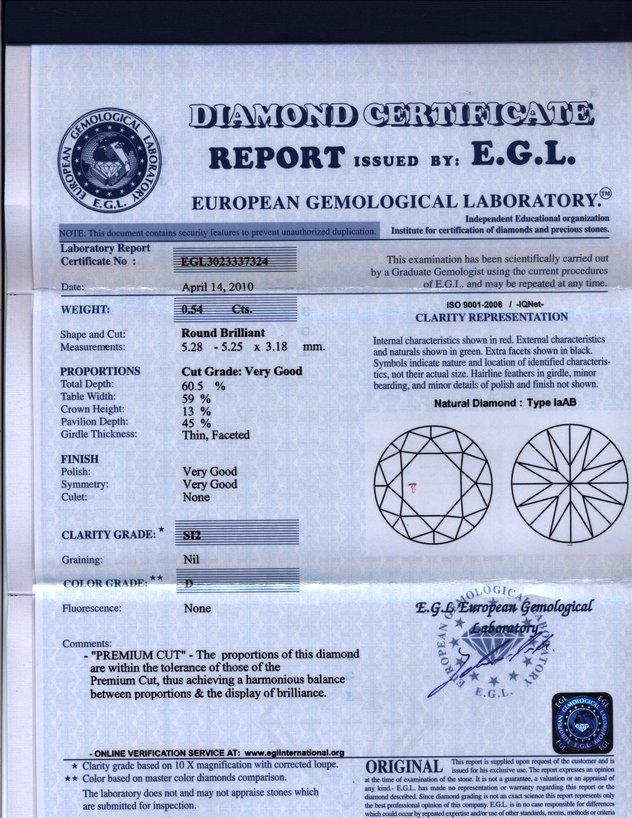 DIAMOND CERTIFICATE
REPORT ISSUED BY: E.G.L.
EUROPEAN GEMOLOGICAL LABORATORY.™
EUROPEAN GEMOLOGICAL LABORATORY
E.G.L.
Independent Educational organization
Institute for certification of diamonds and precious stones.
NOTE: This document contains security features to prevent unauthorized duplication.
Laboratory Report
Certificate No : EGL3023337324
Date: April 14, 2010
WEIGHT: 0.54 Cts.
Shape and Cut: Round Brilliant
Measurements: 5.28 - 5.25 x 3.18 mm.
PROPORTIONS Cut Grade: Very Good
Total Depth: 60.5 %
Table Width: 59 %
Crown Height: 13 %
Pavilion Depth: 45 %
Girdle Thickness: Thin, Faceted
FINISH
Polish: Very Good
Symmetry: Very Good
Culet: None
CLARITY GRADE: * SI2
Graining: Nil
COLOR GRADE: ** D
Fluorescence: None
Comments:
- "PREMIUM CUT" - The proportions of this diamond
are within the tolerance of those of the
Premium Cut, thus achieving a harmonious balance
between proportions & the display of brilliance.
- ONLINE VERIFICATION SERVICE AT: www.eglinternational.org
★ Clarity grade based on 10 X magnification with corrected loupe.
★★ Color based on master color diamonds comparison.
The laboratory does not and may not appraise stones which
are submitted for inspection.
This examination has been scientifically carried out
by a Graduate Gemologist using the current procedures
of E.G.I.. and may be repeated at any time.
ISO 9001-2008 / -IQNet-
CLARITY REPRESENTATION
Internal characteristics shown in red. External characteristics
and naturals shown in green. Extra facets shown in black.
Symbols indicate nature and location of identified characteris-
tics, not their actual size. Hairline feathers in girdle, minor
bearding, and minor details of polish and finish not shown.
Natural Diamond : Type IaAB
E.G.L European Gemological
Laboratory
EUROPEAN GEMOLOGICAL LABORATORY
E.G.L.
EGL EGL
ORIGINAL This report is supplied upon request of the customer and is
issued for his exclusive use. The report expresses an opinion
at the time of examination of the stone. It is not a guarantee, a valuation or an appraisal of
any kind.- E.G.L. has made no representation or warranty regarding this report or the
diamond described. Since diamond grading is not an exact science this report represents only
the best professional opinion of this company. E.G.L. is in no case responsible for differences
which could occur by repeated expertise and/or use of other standards, norms, methods or criteria